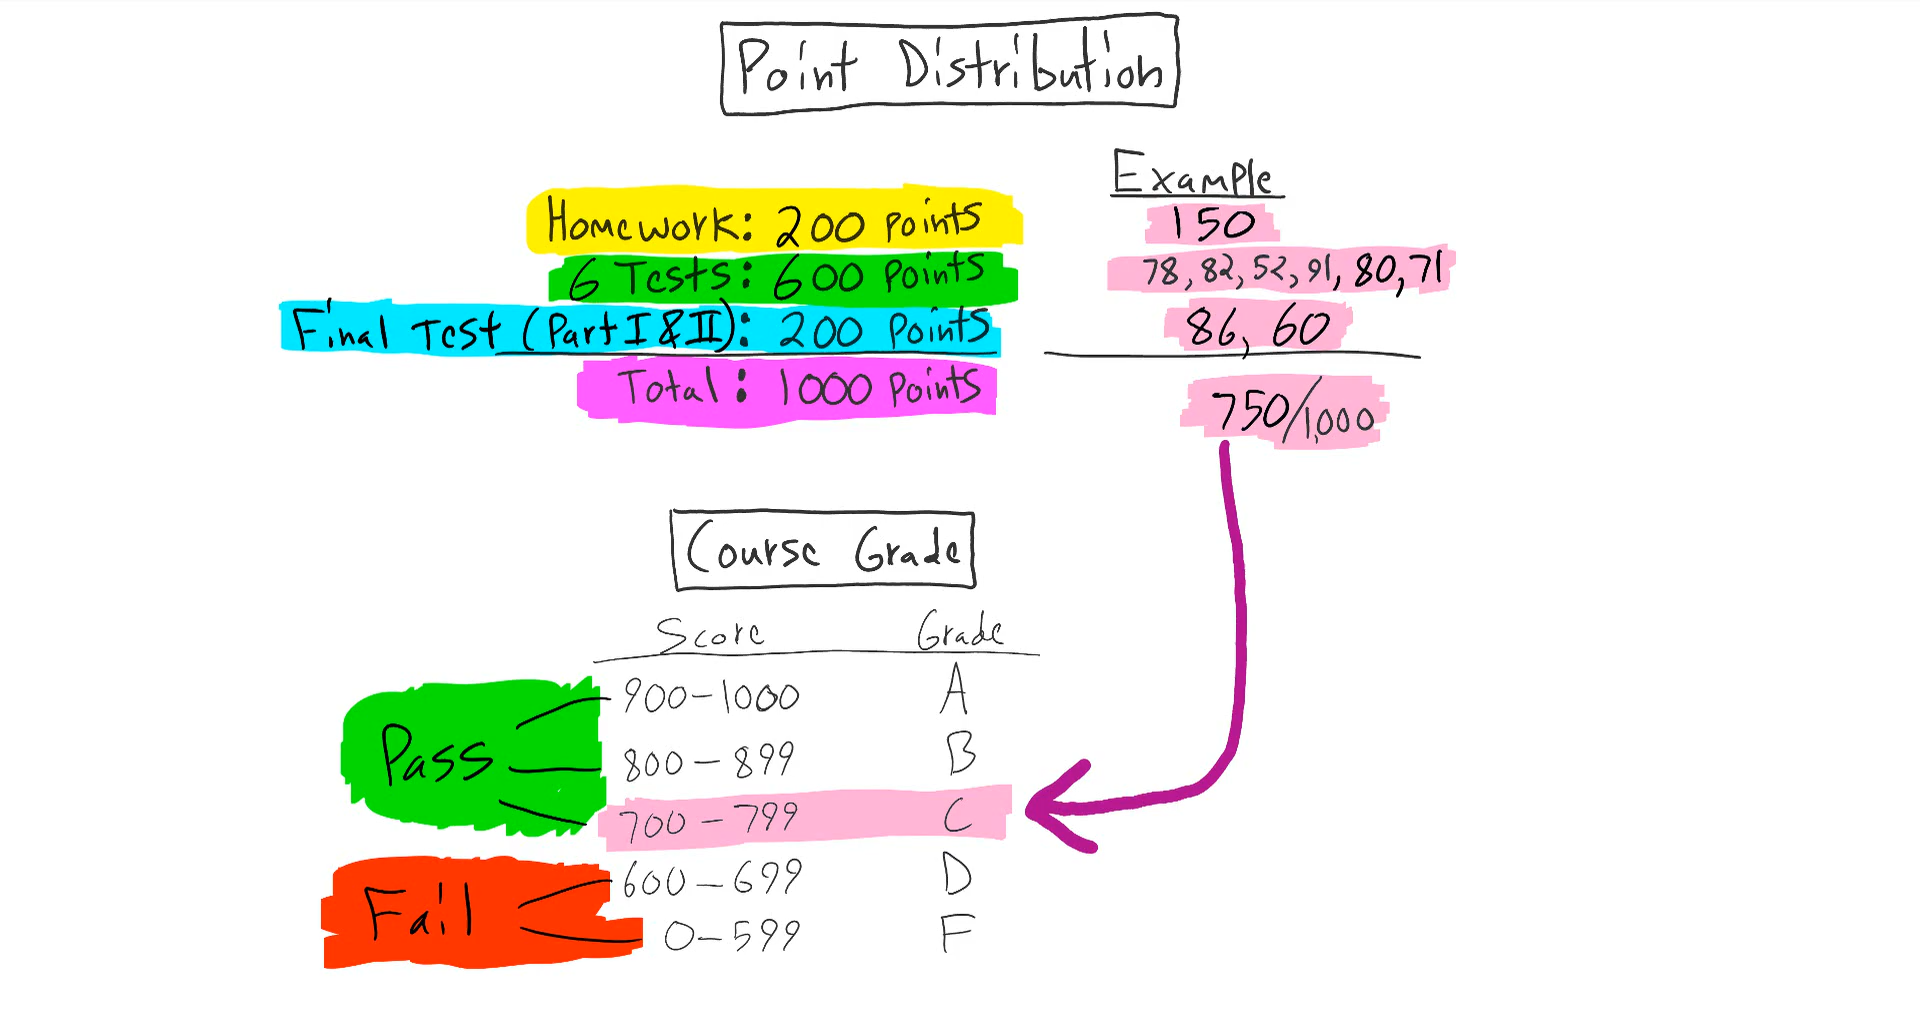 Point Distribution
Example
Homework: 200 Points
150
6 Tests: 600 Points
78, 82, 52, 91, 80, 71
Final Test (Part I & II): 200 Points
86, 60
Total: 1000 Points
750/1,000
Course Grade
Score Grade
900-1000 A
800-899 B
Pass
700-799 C
600-699 D
Fail
0-599 F